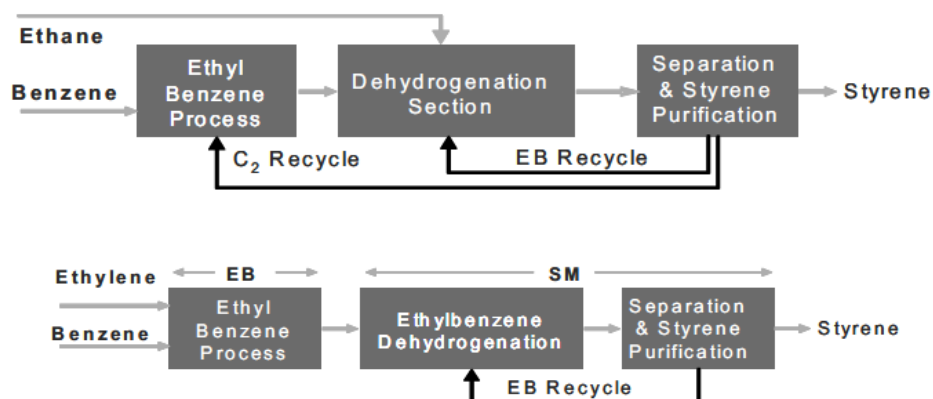 Ethane
Benzene
Ethyl
Benzene
Process
Dehydrogenation
Section
Separation
& Styrene
Purification
Styrene
C2 Recycle
EB Recycle
Ethylene
EB
SM
Benzene
Ethyl
Benzene
Process
Ethylbenzene
Dehydrogenation
Separation
& Styrene
Purification
Styrene
EB Recycle